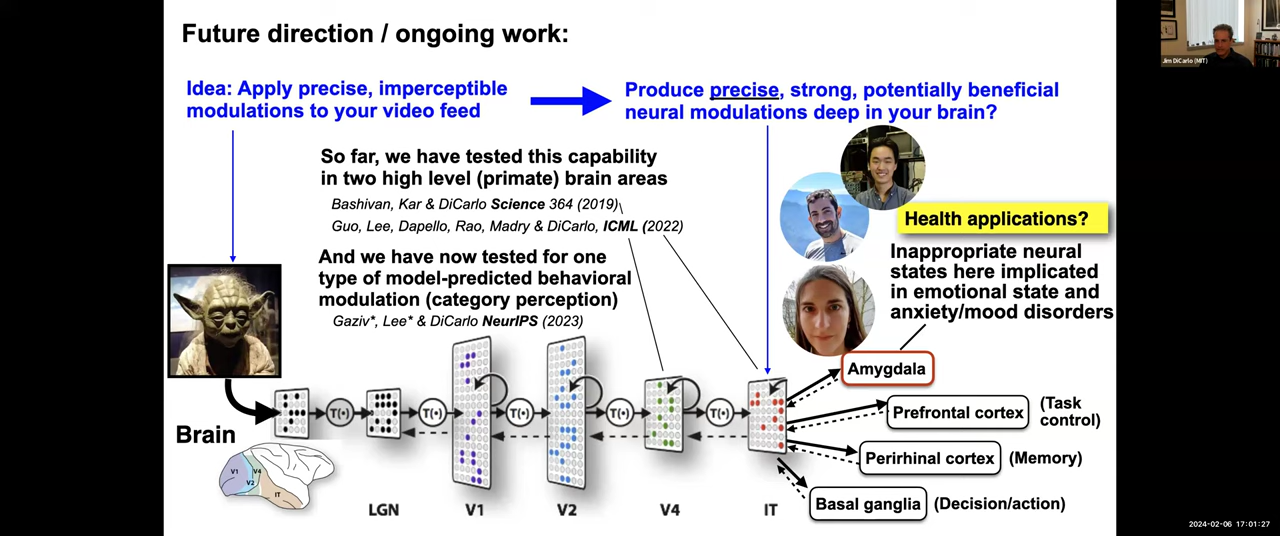 Future direction / ongoing work:
Jim DiCarlo (MIT)
Idea: Apply precise, imperceptible
modulations to your video feed
Produce precise, strong, potentially beneficial
neural modulations deep in your brain?
So far, we have tested this capability
in two high level (primate) brain areas
Bashivan, Kar & DiCarlo Science 364 (2019)
Guo, Lee, Dapello, Rao, Madry & DiCarlo, ICML (2022)
And we have now tested for one
type of model-predicted behavioral
modulation (category perception)
Gaziv*, Lee* & DiCarlo NeurIPS (2023)
Health applications?
Inappropriate neural
states here implicated
in emotional state and
anxiety/mood disorders
Amygdala
Prefrontal cortex (Task
control)
Perirhinal cortex (Memory)
Basal ganglia (Decision/action)
T(•) T(•) T(•) T(•) T(•)
Brain
V1 V4
V2
IT
LGN V1 V2 V4 IT
2024-02-06 17:01:27